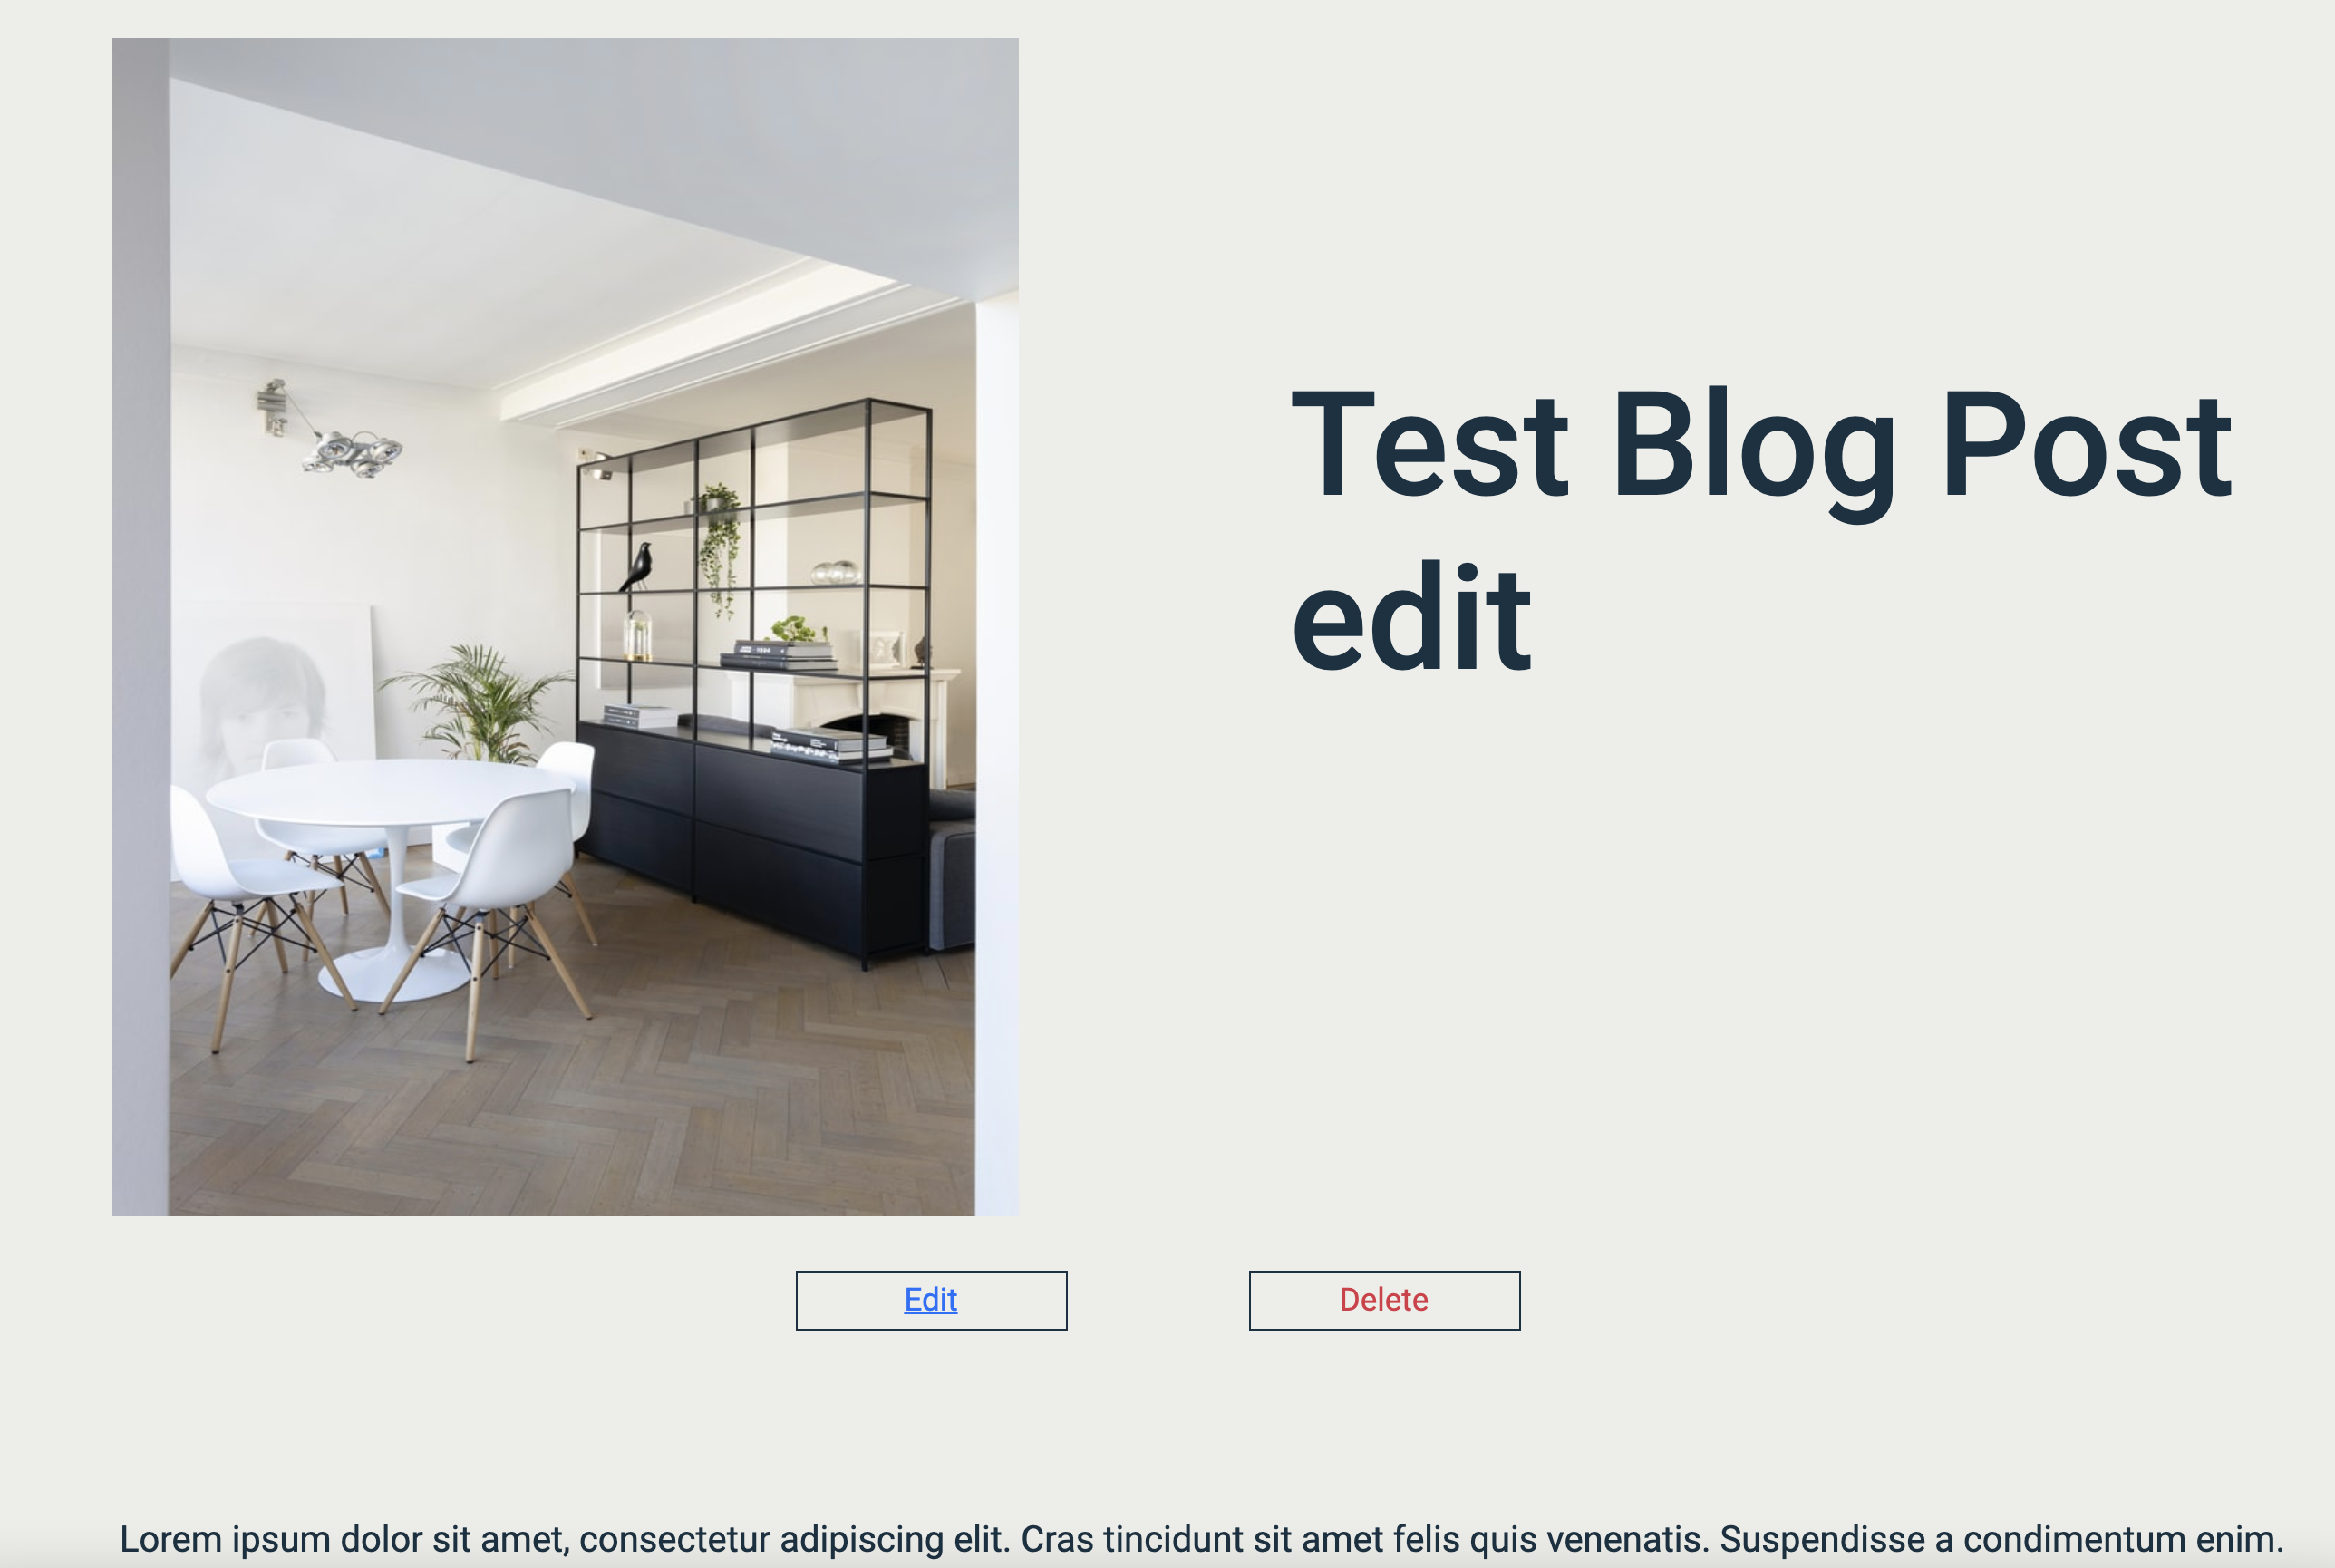 Test Blog Post
edit
Edit
Delete
Lorem ipsum dolor sit amet, consectetur adipiscing elit. Cras tincidunt sit amet felis quis venenatis. Suspendisse a condimentum enim.